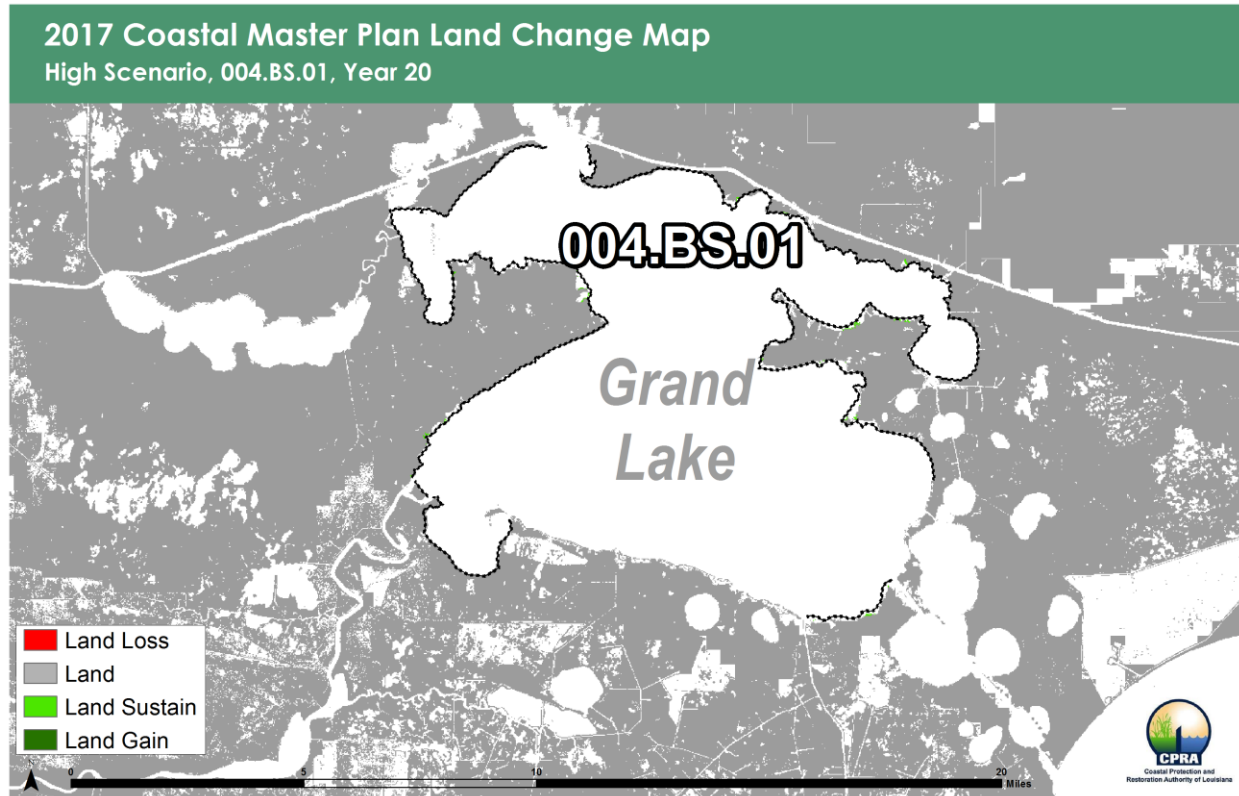 2017 Coastal Master Plan Land Change Map
High Scenario, 004.BS.01, Year 20
004.BS.01
Grand
Lake
Land Loss
Land
Land Sustain
Land Gain
0 5 10 20
Miles
CPRA
Coastal Protection and
Restoration Authority of Louisiana